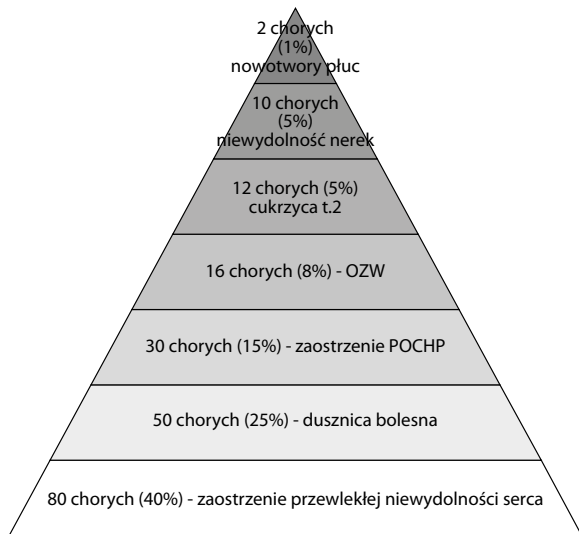 2 chorych
(1%)
nowotwory płuc
10 chorych
(5%)
niewydolność nerek
12 chorych (5%)
cukrzyca t.2
16 chorych (8%) - OZW
30 chorych (15%) - zaostrzenie POCHP
50 chorych (25%) - dusznica bolesna
80 chorych (40%) - zaostrzenie przewlekłej niewydolności serca